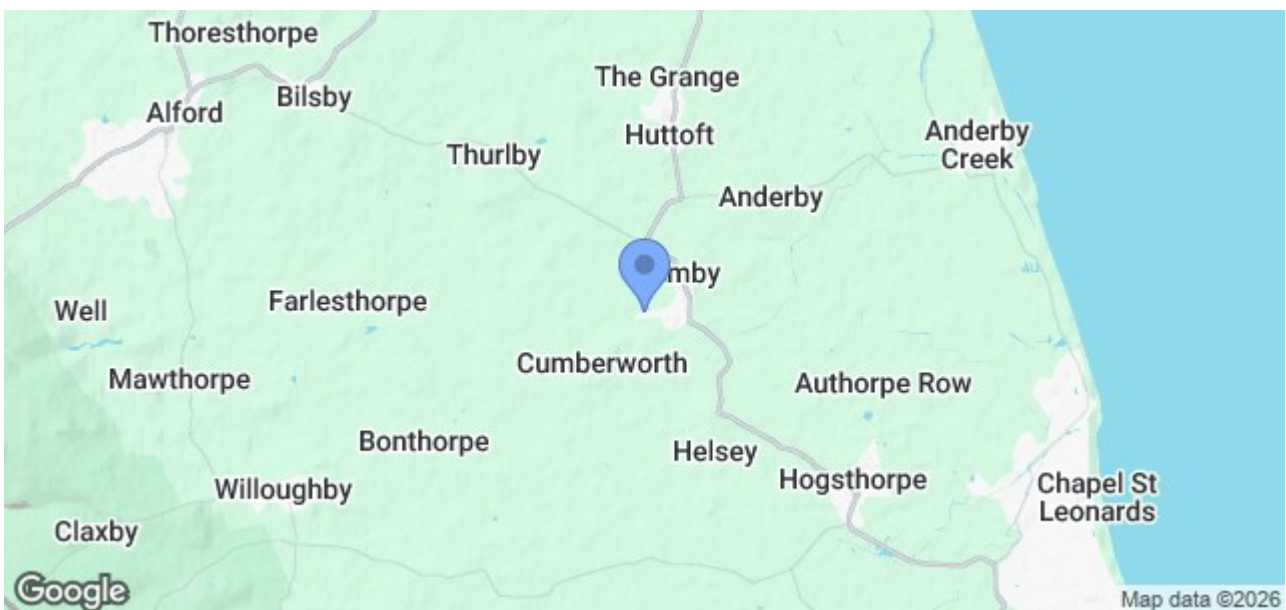 Thoresthorpe
The Grange
Bilsby
Alford
Huttoft
Anderby
Creek
Thurlby
Anderby
mby
Farlesthorpe
Well
Cumberworth
Mawthorpe
Authorpe Row
Bonthorpe
Helsey
Hogsthorpe
Willoughby
Chapel St
Leonards
Claxby
Google
Map data ©2026